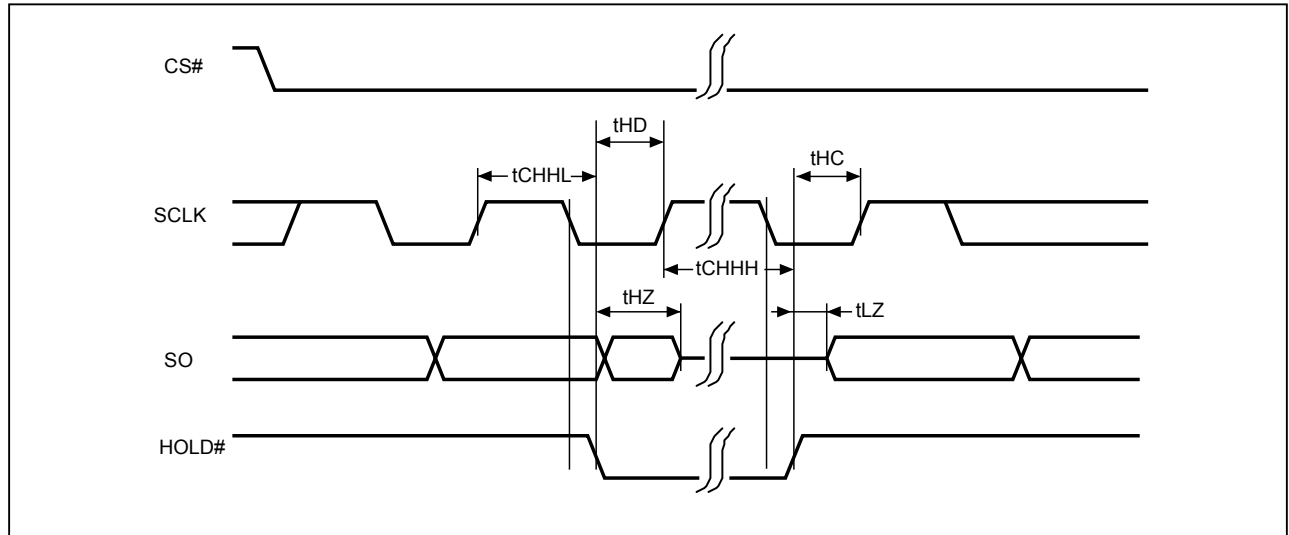 CS#
tHD
tHC
tCHHL
SCLK
tCHHH
tHZ
tLZ
SO
HOLD#